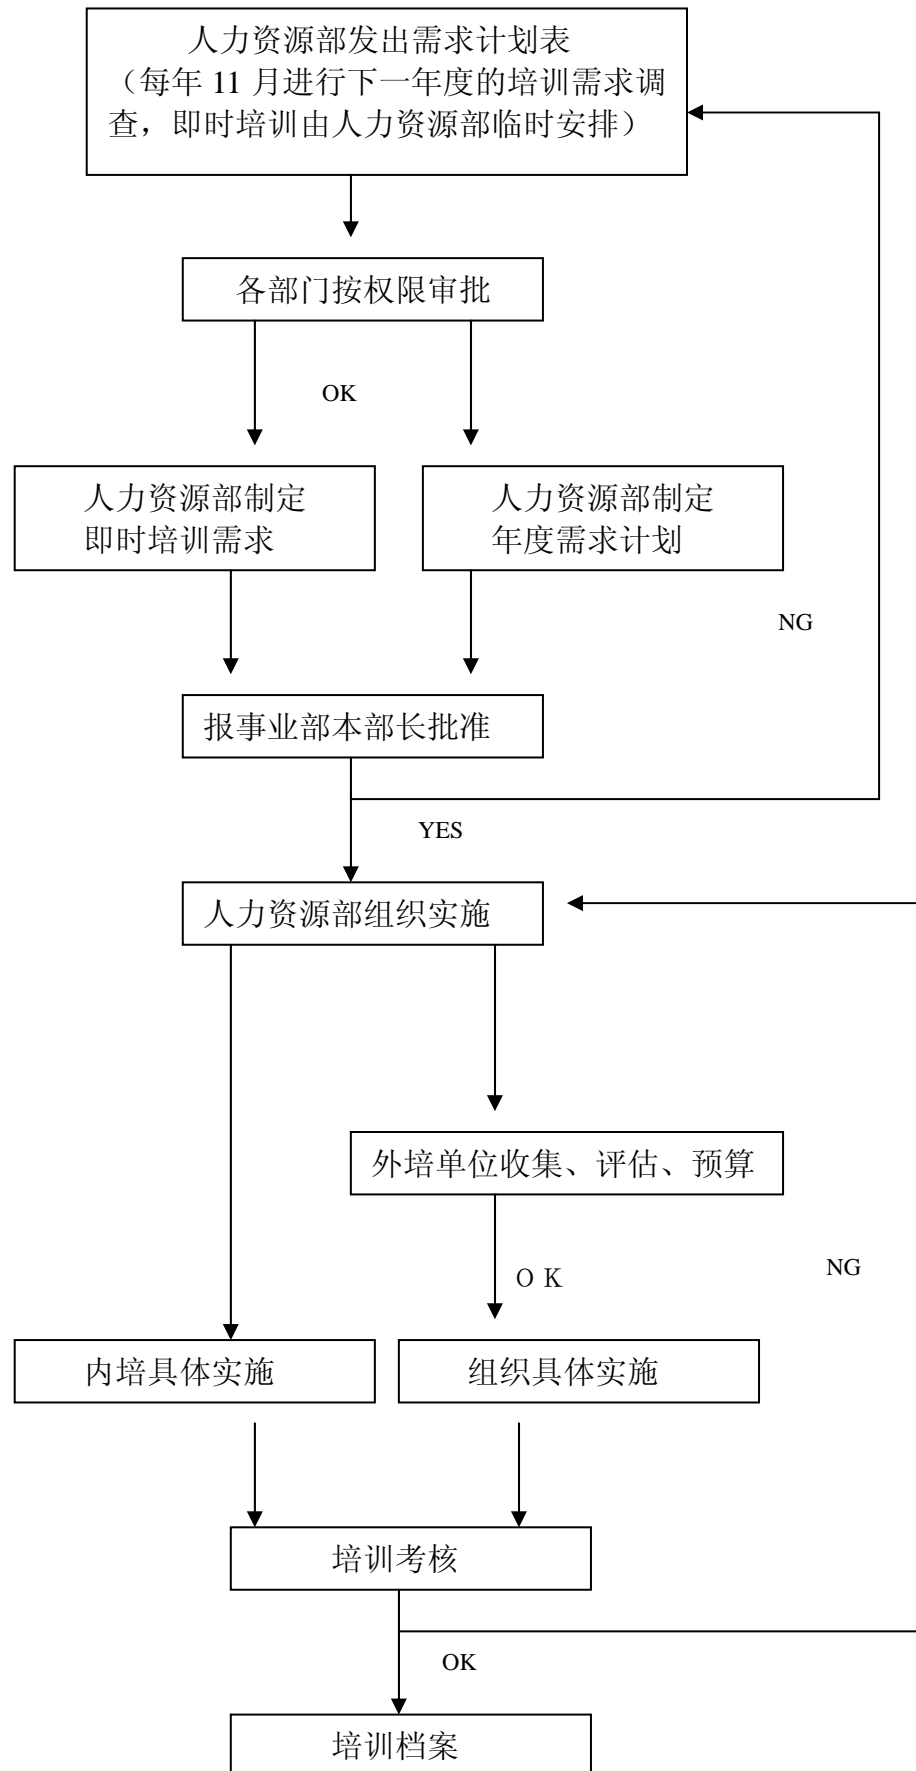 人力资源部发出需求计划表
（每年 11 月进行下一年度的培训需求调
查，即时培训由人力资源部临时安排）
各部门按权限审批
OK
人力资源部制定
即时培训需求
人力资源部制定
年度需求计划
NG
报事业部本部长批准
YES
人力资源部组织实施
外培单位收集、评估、预算
ＯＫ
NG
内培具体实施
组织具体实施
培训考核
OK
培训档案